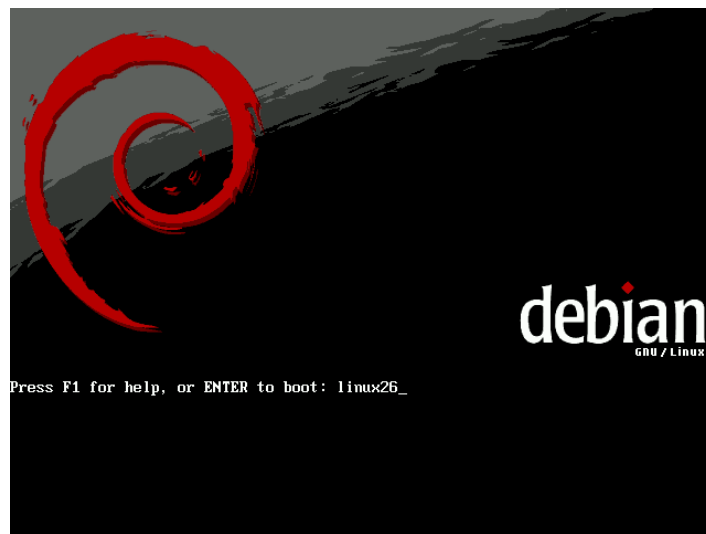 debian
GNU / Linux
Press F1 for help, or ENTER to boot: linux26_